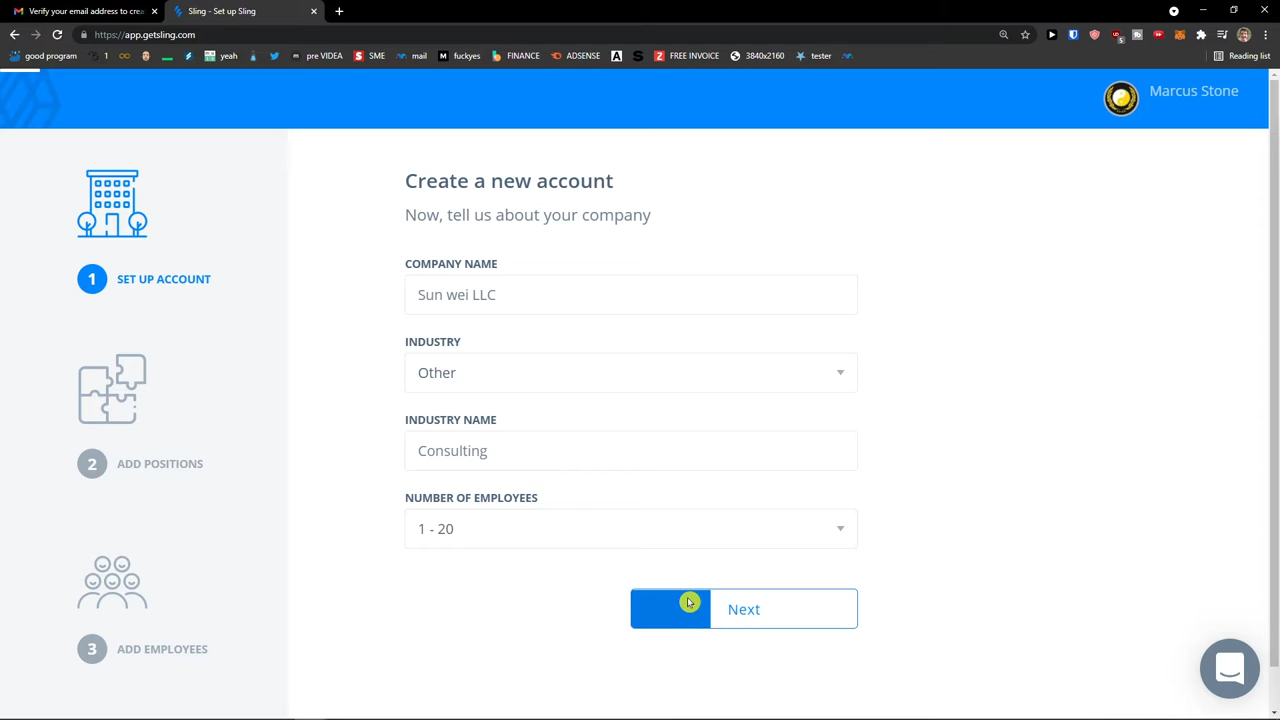 Verify your email address to crea
Sling - Set up Sling
https://app.getsling.com
good program
1
yeah
pre VIDEA
SME
mail
fuckyes
FINANCE
ADSENSE
FREE INVOICE
3840x2160
tester
Reading list
Marcus Stone
Create a new account
Now, tell us about your company
COMPANY NAME
Sun wei LLC
INDUSTRY
Other
INDUSTRY NAME
Consulting
NUMBER OF EMPLOYEES
1 - 20
Next
1 SET UP ACCOUNT
2 ADD POSITIONS
3 ADD EMPLOYEES